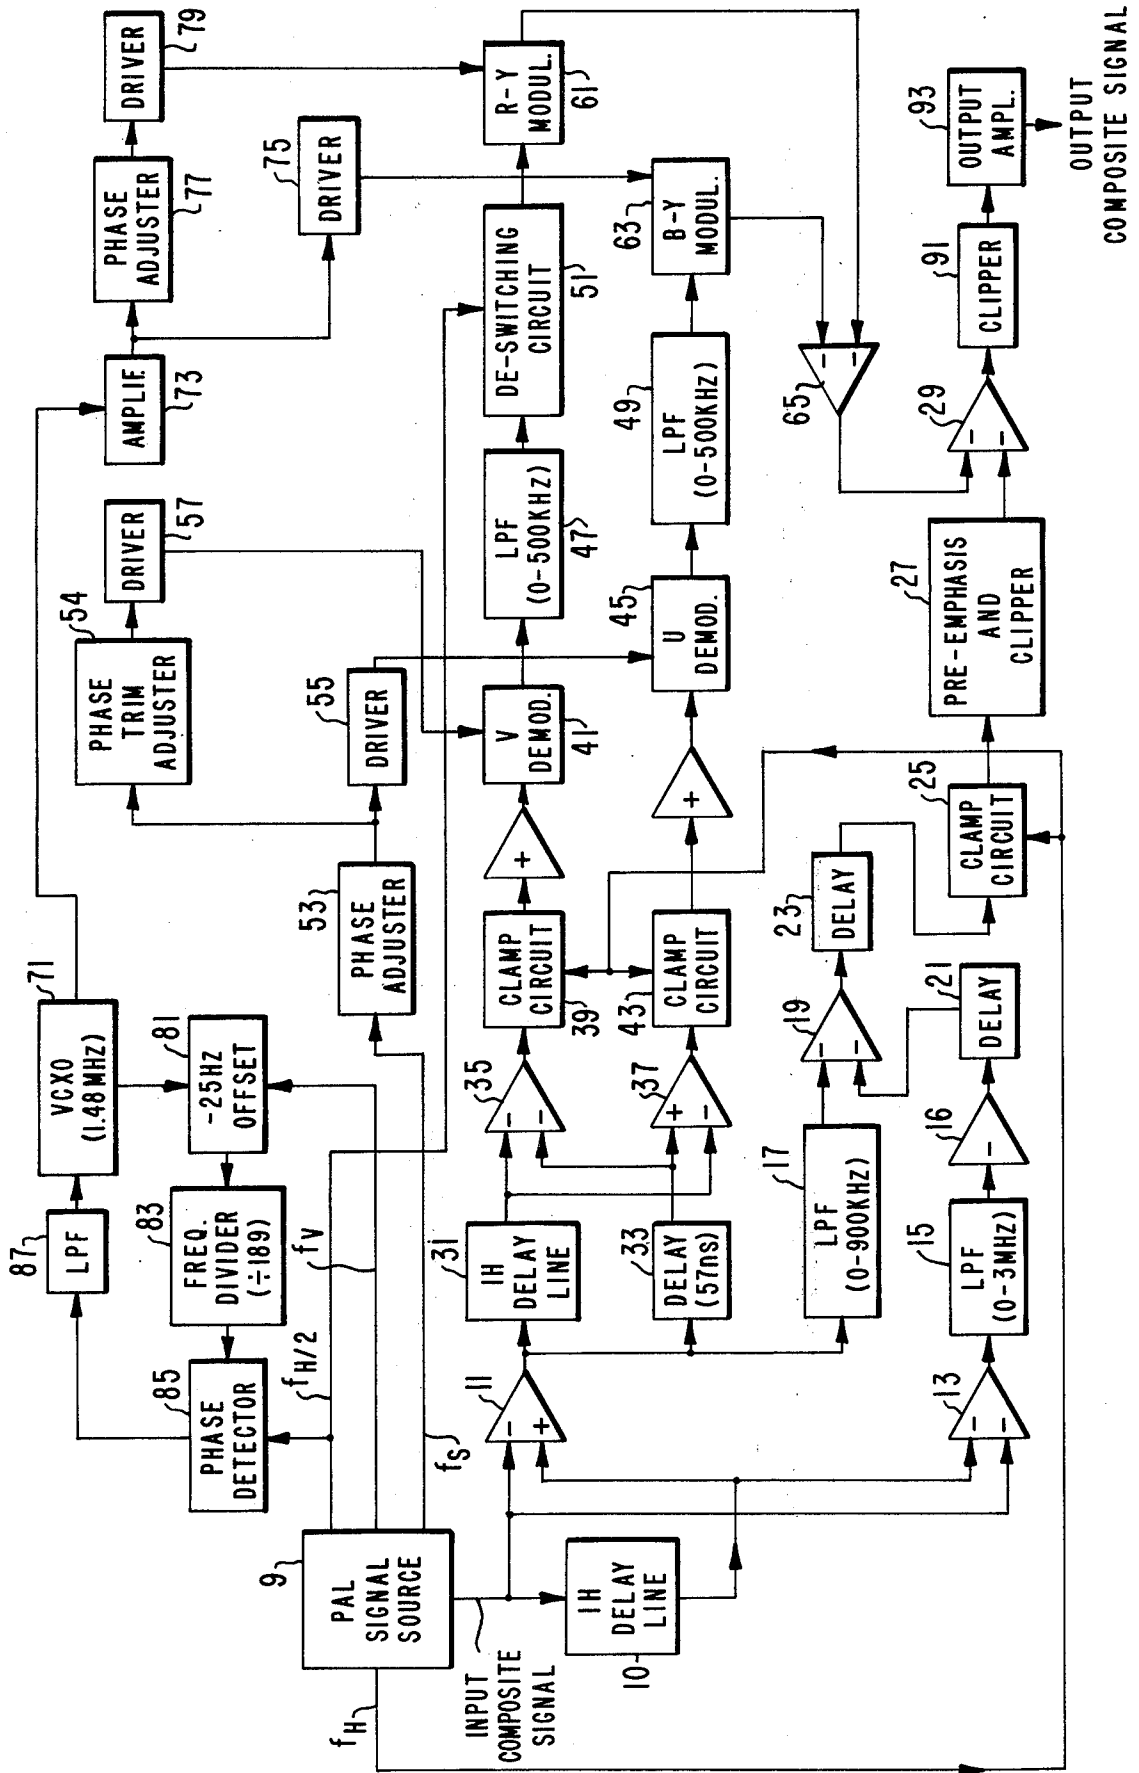 87
LPF
71
VCXO
(1.48MHz)
AMPLIF.
73
PHASE
ADJUSTER
77
DRIVER
79
85
PHASE
DETECTOR
83
FREQ.
DIVIDER
(÷189)
81
-25HZ
OFFSET
PHASE
TRIM
ADJUSTER
54
DRIVER
57
DRIVER
75
9
PAL
SIGNAL
SOURCE
fH/2
fV
fS
fH
53
PHASE
ADJUSTER
55
DRIVER
INPUT
COMPOSITE
SIGNAL
1H
DELAY
LINE
10
11
-
+
31
1H
DELAY
LINE
35
-
-
CLAMP
CIRCUIT
39
+
V
DEMOD.
41
LPF
(0-500KHz)
47
DE-SWITCHING
CIRCUIT
51
R-Y
MODUL.
61
33
DELAY
(57ns)
37
+
-
43
CLAMP
CIRCUIT
+
45
U
DEMOD.
49
LPF
(0-500KHz)
63
B-Y
MODUL.
65
-
-
17
LPF
(0-900KHz)
19
-
-
23
DELAY
13
-
-
15
LPF
(0-3MHz)
16
-
21
DELAY
25
CLAMP
CIRCUIT
27
PRE-EMPHASIS
AND
CLIPPER
29
-
-
91
CLIPPER
93
OUTPUT
AMPL.
OUTPUT
COMPOSITE SIGNAL